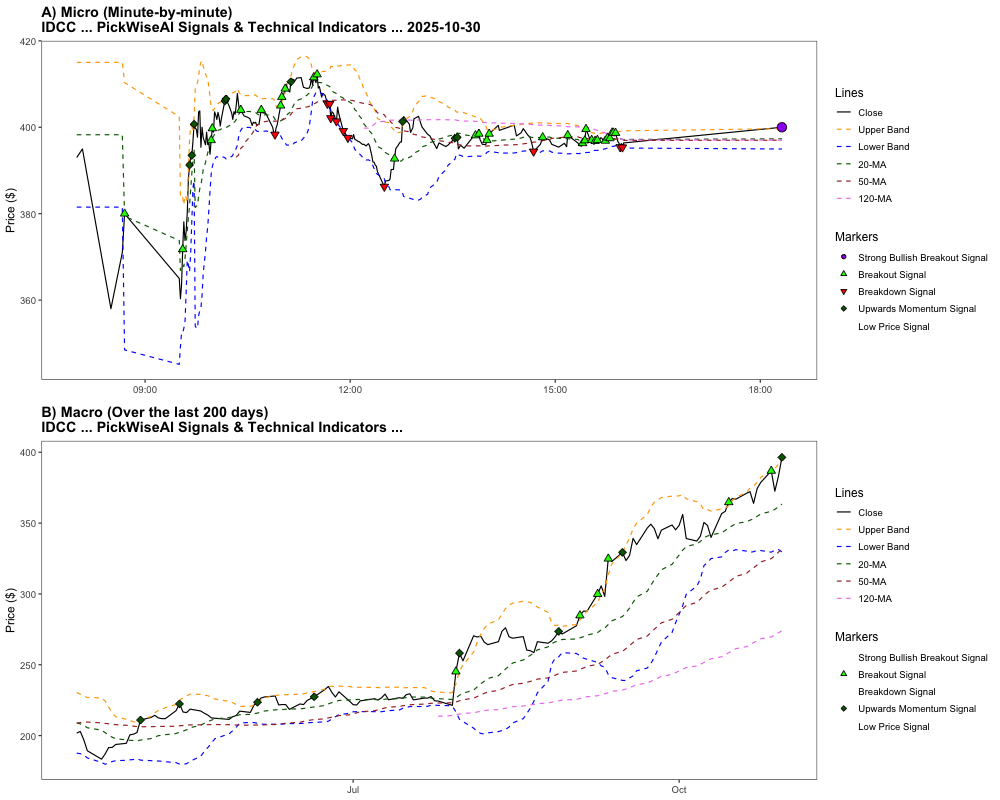 A) Micro (Minute-by-minute)
IDCC ... PickWiseAI Signals & Technical Indicators ... 2025-10-30
Price ($)
420
400
380
360
09:00
12:00
15:00
18:00
Lines
Close
Upper Band
Lower Band
20-MA
50-MA
120-MA
Markers
Strong Bullish Breakout Signal
Breakout Signal
Breakdown Signal
Upwards Momentum Signal
Low Price Signal
B) Macro (Over the last 200 days)
IDCC ... PickWiseAI Signals & Technical Indicators ...
Price ($)
400
350
300
250
200
Jul
Oct
Lines
Close
Upper Band
Lower Band
20-MA
50-MA
120-MA
Markers
Strong Bullish Breakout Signal
Breakout Signal
Breakdown Signal
Upwards Momentum Signal
Low Price Signal